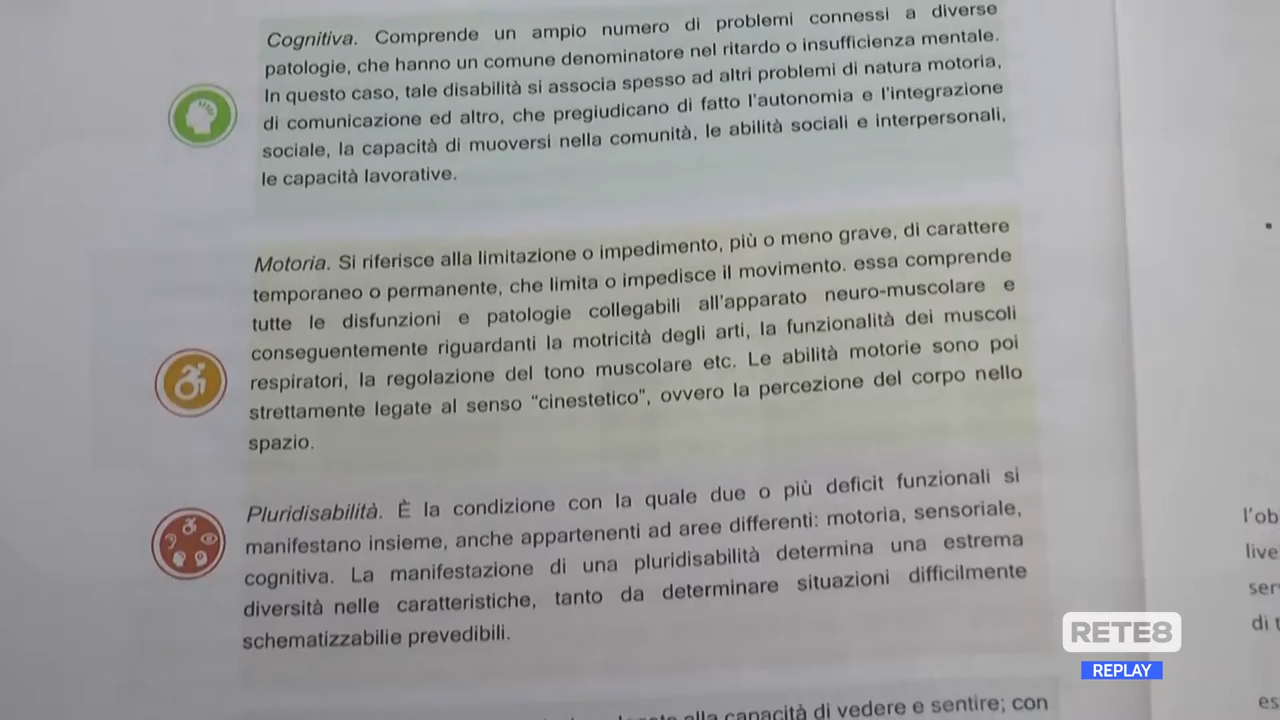 Cognitiva. Comprende un ampio numero di problemi connessi a diverse
patologie, che hanno un comune denominatore nel ritardo o insufficienza mentale.
In questo caso, tale disabilità si associa spesso ad altri problemi di natura motoria,
di comunicazione ed altro, che pregiudicano di fatto l'autonomia e l'integrazione
sociale, la capacità di muoversi nella comunità, le abilità sociali e interpersonali,
le capacità lavorative.
Motoria. Si riferisce alla limitazione o impedimento, più o meno grave, di carattere
temporaneo o permanente, che limita o impedisce il movimento. essa comprende
tutte le disfunzioni e patologie collegabili all'apparato neuro-muscolare e
conseguentemente riguardanti la motricità degli arti, la funzionalità dei muscoli
respiratori, la regolazione del tono muscolare etc. Le abilità motorie sono poi
strettamente legate al senso "cinestetico", ovvero la percezione del corpo nello
spazio.
Pluridisabilità. È la condizione con la quale due o più deficit funzionali si
manifestano insieme, anche appartenenti ad aree differenti: motoria, sensoriale,
cognitiva. La manifestazione di una pluridisabilità determina una estrema
diversità nelle caratteristiche, tanto da determinare situazioni difficilmente
schematizzabilie prevedibili.
alla capacità di vedere e sentire; con
l'ob
live
ser
di t
es
RETE8
REPLAY